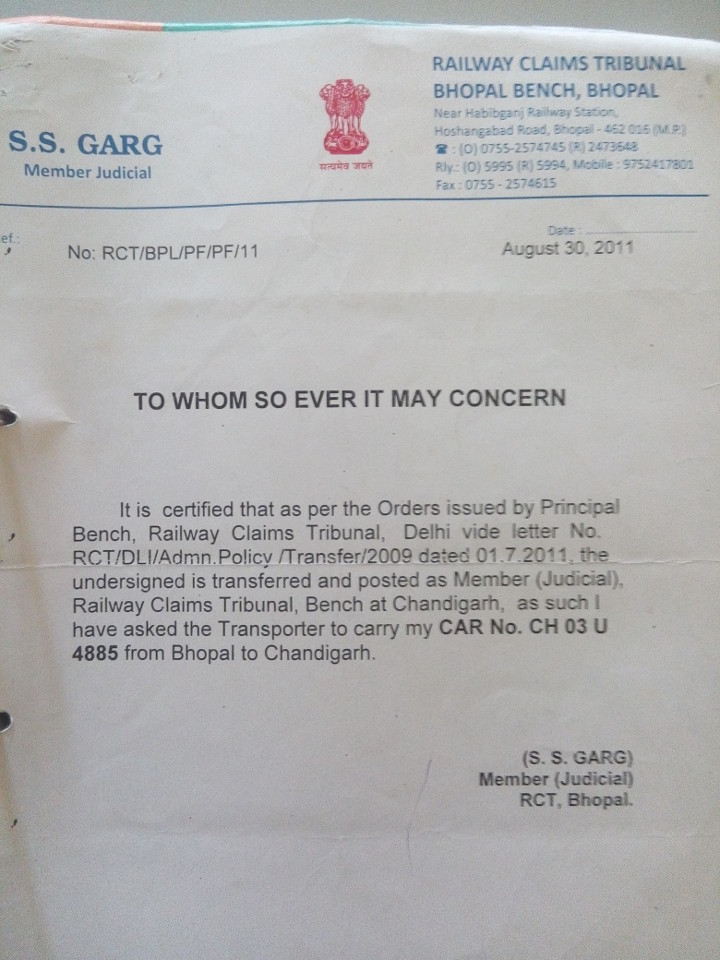 RAILWAY CLAIMS TRIBUNAL
BHOPAL BENCH, BHOPAL
Near Habibganj Railway Station,
Hoshangabad Road, Bhopal - 462 016 (M.P.)
☎ : (O) 0755-2574745 (R) 2473648
Rly.: (O) 5995 (R) 5994, Mobile : 9752417801
Fax : 0755 - 2574615
S.S. GARG
Member Judicial
सत्यमेव जयते
ef.:
Date :
No: RCT/BPL/PF/PF/11
August 30, 2011
TO WHOM SO EVER IT MAY CONCERN
It is certified that as per the Orders issued by Principal
Bench, Railway Claims Tribunal, Delhi vide letter No.
RCT/DLI/Admn.Policy /Transfer/2009 dated 01.7.2011, the
undersigned is transferred and posted as Member (Judicial),
Railway Claims Tribunal, Bench at Chandigarh, as such I
have asked the Transporter to carry my CAR No. CH 03 U
4885 from Bhopal to Chandigarh.
(S. S. GARG)
Member (Judicial)
RCT, Bhopal.